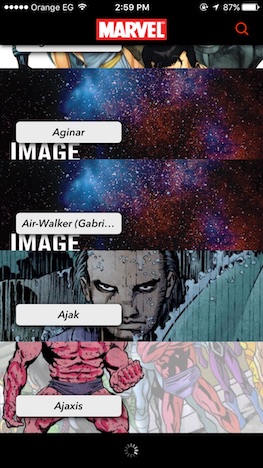 Orange EG 2:59 PM 87%
MARVEL
Aginar
IMAGE
Air-Walker (Gabri...
IMAGE
Ajak
Ajaxis